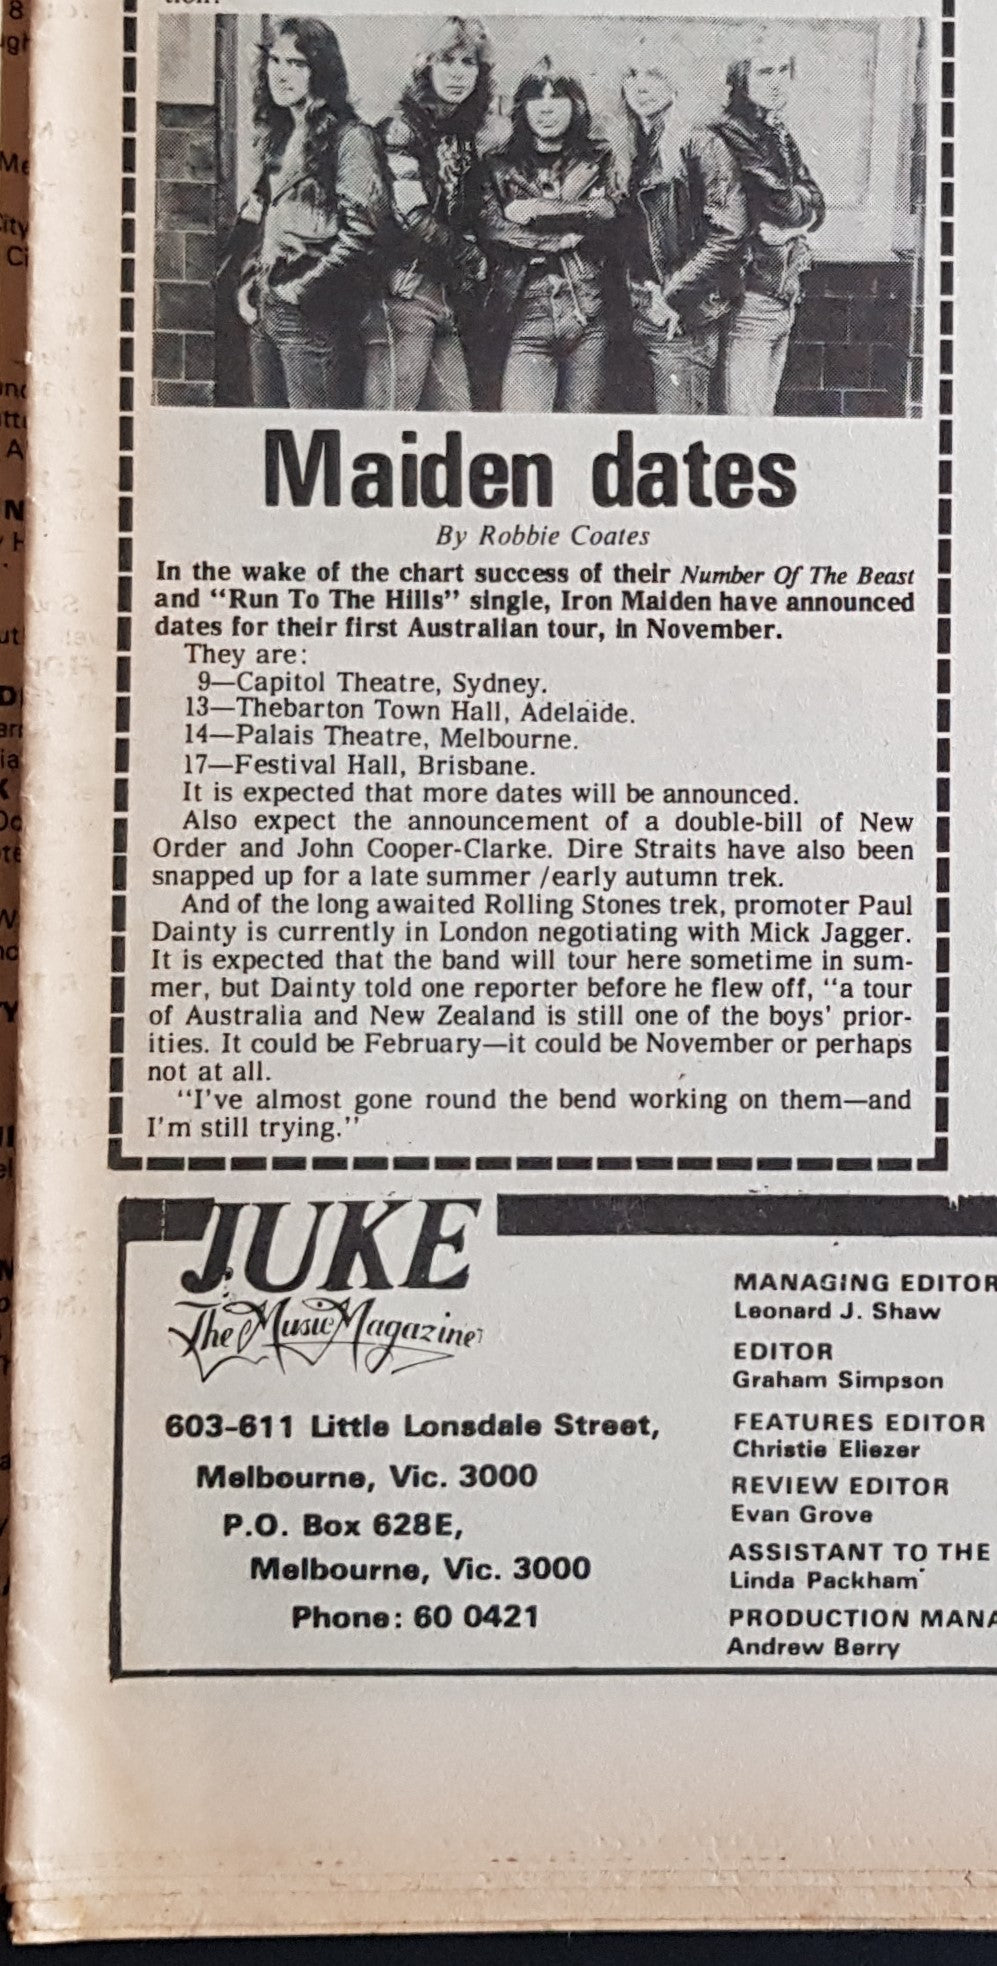 Maiden dates
By Robbie Coates
In the wake of the chart success of their Number Of The Beast
and “Run To The Hills” single, Iron Maiden have announced
dates for their first Australian tour, in November.
They are:
9—Capitol Theatre, Sydney.
13—Thebarton Town Hall, Adelaide.
14—Palais Theatre, Melbourne.
17—Festival Hall, Brisbane.
It is expected that more dates will be announced.
Also expect the announcement of a double-bill of New
Order and John Cooper-Clarke. Dire Straits have also been
snapped up for a late summer /early autumn trek.
And of the long awaited Rolling Stones trek, promoter Paul
Dainty is currently in London negotiating with Mick Jagger.
It is expected that the band will tour here sometime in sum-
mer, but Dainty told one reporter before he flew off, “a tour
of Australia and New Zealand is still one of the boys’ prior-
ities. It could be February—it could be November or perhaps
not at all.
“I’ve almost gone round the bend working on them—and
I’m still trying.”
JUKE
The Music Magazine
603-611 Little Lonsdale Street,
Melbourne, Vic. 3000
P.O. Box 628E,
Melbourne, Vic. 3000
Phone: 60 0421
MANAGING EDITOR
Leonard J. Shaw
EDITOR
Graham Simpson
FEATURES EDITOR
Christie Eliezer
REVIEW EDITOR
Evan Grove
ASSISTANT TO THE
Linda Packham
PRODUCTION MANA
Andrew Berry